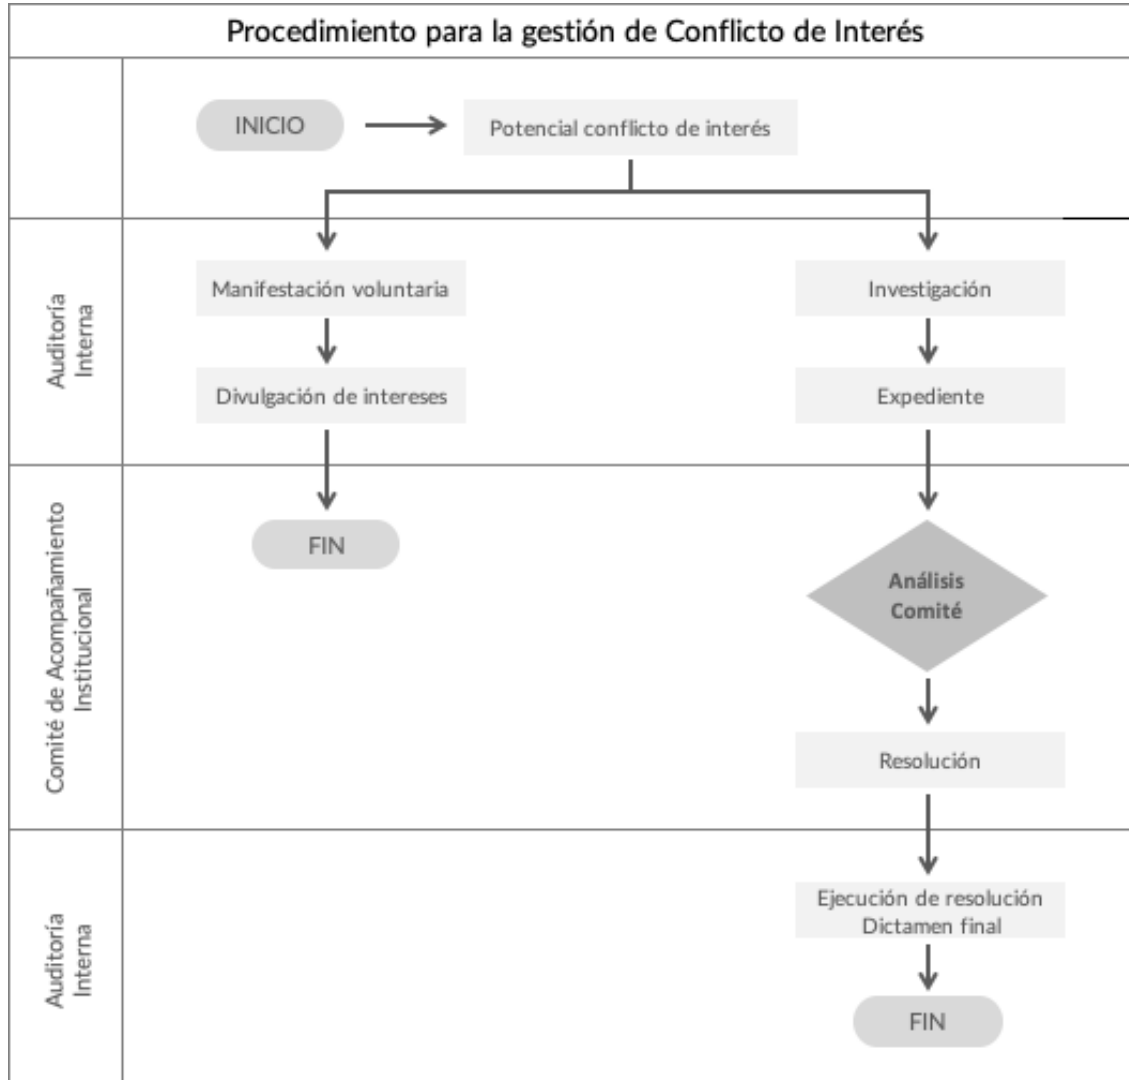 Procedimiento para la gestión de Conflicto de Interés
INICIO
Potencial conflicto de interés
Auditoría
Interna
Manifestación voluntaria
Investigación
Divulgación de intereses
Expediente
Comité de Acompañamiento
Institucional
FIN
Análisis
Comité
Resolución
Auditoría
Interna
Ejecución de resolución
Dictamen final
FIN